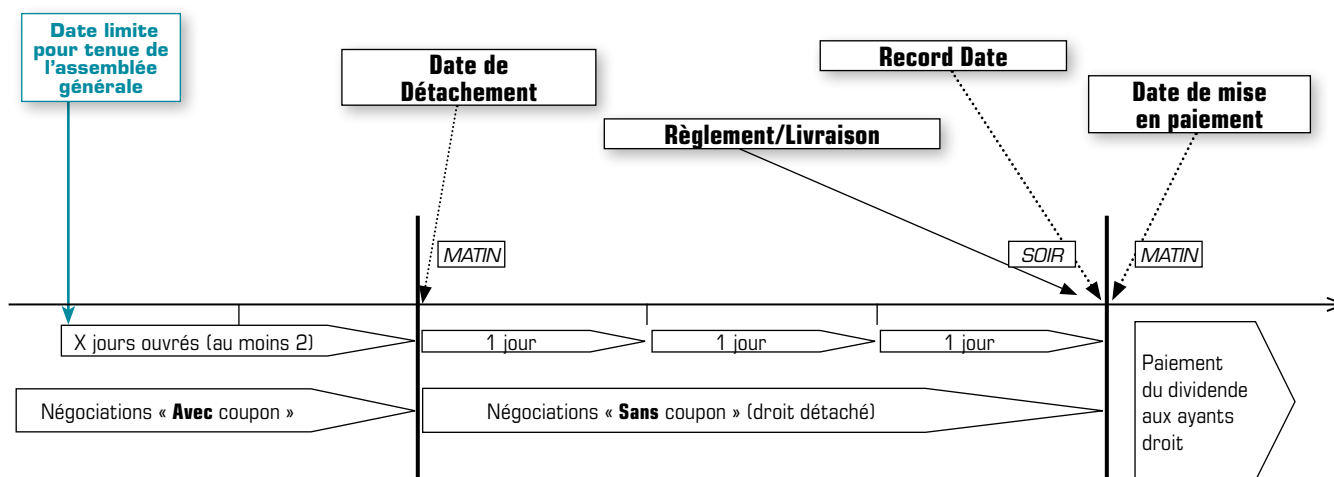 Date limite
pour tenue de
l'assemblée
générale
Date de
Détachement
Record Date
Date de mise
en paiement
Règlement/Livraison
MATIN
SOIR
MATIN
X jours ouvrés (au moins 2)
1 jour
1 jour
1 jour
Négociations « Avec coupon »
Négociations « Sans coupon » (droit détaché)
Paiement
du dividende
aux ayants
droit